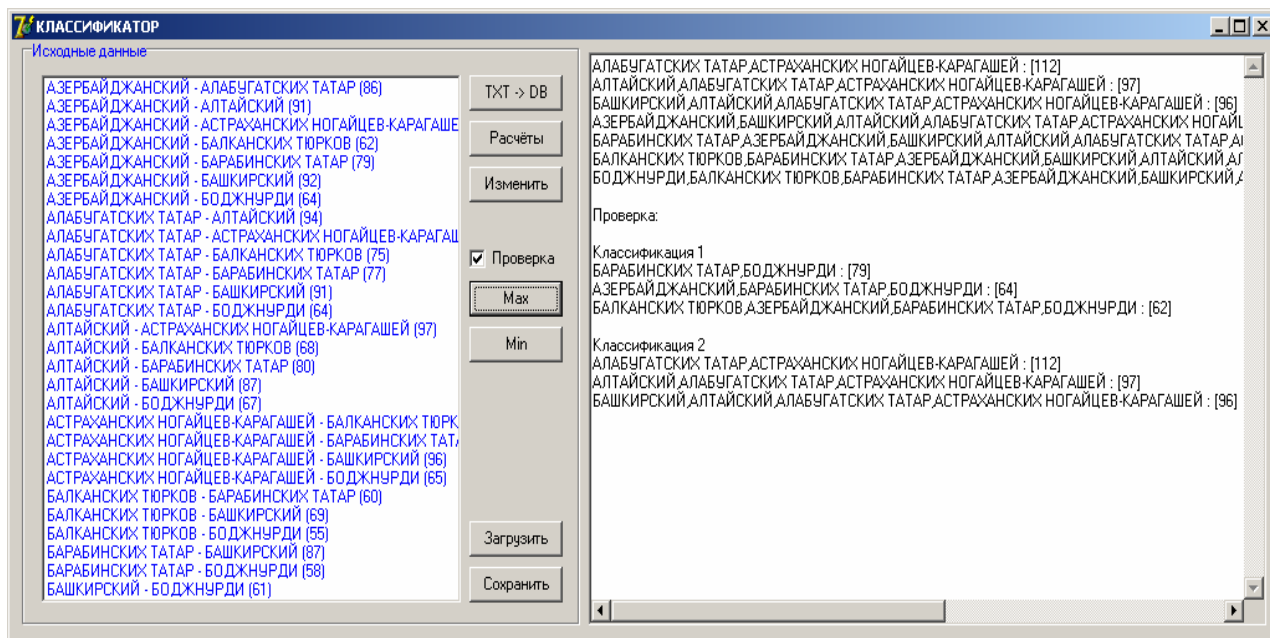 КЛАССИФИКАТОР
Исходные данные
АЗЕРБАЙДЖАНСКИЙ - АЛАБУГАТСКИХ ТАТАР (86)
АЗЕРБАЙДЖАНСКИЙ - АЛТАЙСКИЙ (91)
АЗЕРБАЙДЖАНСКИЙ - АСТРАХАНСКИХ НОГАЙЦЕВ-КАРАГАШЕ
АЗЕРБАЙДЖАНСКИЙ - БАЛКАНСКИХ ТЮРКОВ (62)
АЗЕРБАЙДЖАНСКИЙ - БАРАБИНСКИХ ТАТАР (79)
АЗЕРБАЙДЖАНСКИЙ - БАШКИРСКИЙ (92)
АЗЕРБАЙДЖАНСКИЙ - БОДЖНУРДИ (64)
АЛАБУГАТСКИХ ТАТАР - АЛТАЙСКИЙ (94)
АЛАБУГАТСКИХ ТАТАР - АСТРАХАНСКИХ НОГАЙЦЕВ-КАРАГАШ
АЛАБУГАТСКИХ ТАТАР - БАЛКАНСКИХ ТЮРКОВ (75)
АЛАБУГАТСКИХ ТАТАР - БАРАБИНСКИХ ТАТАР (77)
АЛАБУГАТСКИХ ТАТАР - БАШКИРСКИЙ (91)
АЛАБУГАТСКИХ ТАТАР - БОДЖНУРДИ (64)
АЛТАЙСКИЙ - АСТРАХАНСКИХ НОГАЙЦЕВ-КАРАГАШЕЙ (97)
АЛТАЙСКИЙ - БАЛКАНСКИХ ТЮРКОВ (68)
АЛТАЙСКИЙ - БАРАБИНСКИХ ТАТАР (80)
АЛТАЙСКИЙ - БАШКИРСКИЙ (87)
АЛТАЙСКИЙ - БОДЖНУРДИ (67)
АСТРАХАНСКИХ НОГАЙЦЕВ-КАРАГАШЕЙ - БАЛКАНСКИХ ТЮРК
АСТРАХАНСКИХ НОГАЙЦЕВ-КАРАГАШЕЙ - БАРАБИНСКИХ ТАТА
АСТРАХАНСКИХ НОГАЙЦЕВ-КАРАГАШЕЙ - БАШКИРСКИЙ (96)
АСТРАХАНСКИХ НОГАЙЦЕВ-КАРАГАШЕЙ - БОДЖНУРДИ (65)
БАЛКАНСКИХ ТЮРКОВ - БАРАБИНСКИХ ТАТАР (60)
БАЛКАНСКИХ ТЮРКОВ - БАШКИРСКИЙ (69)
БАЛКАНСКИХ ТЮРКОВ - БОДЖНУРДИ (55)
БАРАБИНСКИХ ТАТАР - БАШКИРСКИЙ (87)
БАРАБИНСКИХ ТАТАР - БОДЖНУРДИ (58)
БАШКИРСКИЙ - БОДЖНУРДИ (61)
TXT -> DB
Расчёты
Изменить
Проверка
Max
Min
Загрузить
Сохранить
АЛАБУГАТСКИХ ТАТАР,АСТРАХАНСКИХ НОГАЙЦЕВ-КАРАГАШЕЙ : [112]
АЛТАЙСКИЙ,АЛАБУГАТСКИХ ТАТАР,АСТРАХАНСКИХ НОГАЙЦЕВ-КАРАГАШЕЙ : [97]
БАШКИРСКИЙ,АЛТАЙСКИЙ,АЛАБУГАТСКИХ ТАТАР,АСТРАХАНСКИХ НОГАЙЦЕВ-КАРАГАШЕЙ : [96]
АЗЕРБАЙДЖАНСКИЙ,БАШКИРСКИЙ,АЛТАЙСКИЙ,АЛАБУГАТСКИХ ТАТАР,АСТРАХАНСКИХ НОГАЙЦ
БАРАБИНСКИХ ТАТАР,АЗЕРБАЙДЖАНСКИЙ,БАШКИРСКИЙ,АЛТАЙСКИЙ,АЛАБУГАТСКИХ ТАТАР,А
БАЛКАНСКИХ ТЮРКОВ,БАРАБИНСКИХ ТАТАР,АЗЕРБАЙДЖАНСКИЙ,БАШКИРСКИЙ,АЛТАЙСКИЙ,АЛ
БОДЖНУРДИ,БАЛКАНСКИХ ТЮРКОВ,БАРАБИНСКИХ ТАТАР,АЗЕРБАЙДЖАНСКИЙ,БАШКИРСКИЙ,А
Проверка:
Классификация 1
БАРАБИНСКИХ ТАТАР,БОДЖНУРДИ : [79]
АЗЕРБАЙДЖАНСКИЙ,БАРАБИНСКИХ ТАТАР,БОДЖНУРДИ : [64]
БАЛКАНСКИХ ТЮРКОВ,АЗЕРБАЙДЖАНСКИЙ,БАРАБИНСКИХ ТАТАР,БОДЖНУРДИ : [62]
Классификация 2
АЛАБУГАТСКИХ ТАТАР,АСТРАХАНСКИХ НОГАЙЦЕВ-КАРАГАШЕЙ : [112]
АЛТАЙСКИЙ,АЛАБУГАТСКИХ ТАТАР,АСТРАХАНСКИХ НОГАЙЦЕВ-КАРАГАШЕЙ : [97]
БАШКИРСКИЙ,АЛТАЙСКИЙ,АЛАБУГАТСКИХ ТАТАР,АСТРАХАНСКИХ НОГАЙЦЕВ-КАРАГАШЕЙ : [96]